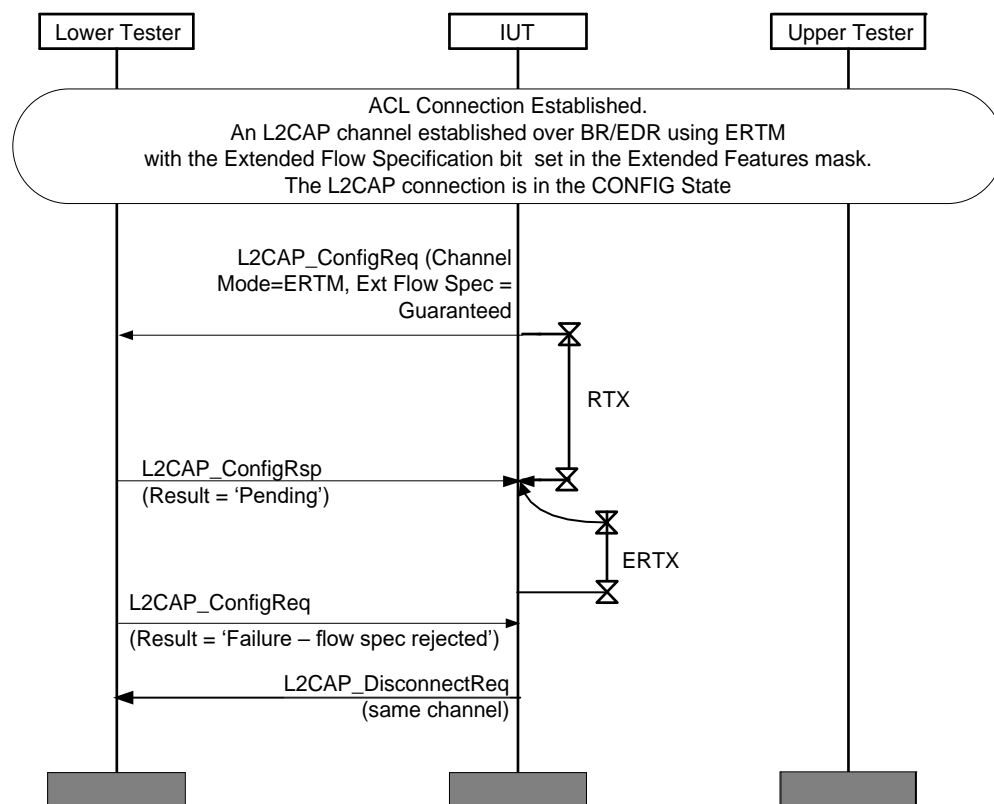 Lower Tester
IUT
Upper Tester
ACL Connection Established.
An L2CAP channel established over BR/EDR using ERTM
with the Extended Flow Specification bit set in the Extended Features mask.
The L2CAP connection is in the CONFIG State
L2CAP_ConfigReq (Channel
Mode=ERTM, Ext Flow Spec =
Guaranteed
RTX
L2CAP_ConfigRsp
(Result = ‘Pending’)
ERTX
L2CAP_ConfigReq
(Result = ‘Failure – flow spec rejected’)
L2CAP_DisconnectReq
(same channel)